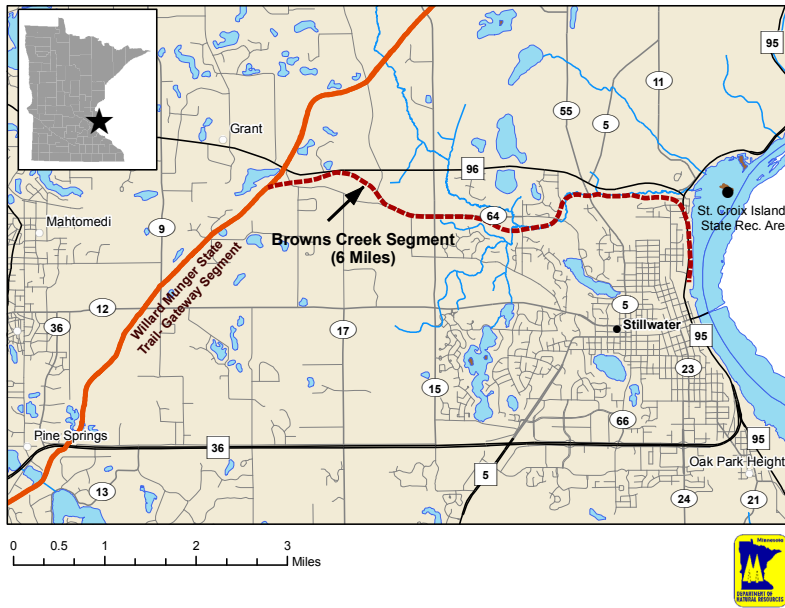 95
11
55
5
Grant
96
St. Croix Island
State Rec. Area
Mahtomedi
9
64
Browns Creek Segment
(6 Miles)
Willard Munger State
Trail- Gateway Segment
12
5
36
17
Stillwater
95
23
15
66
Pine Springs
36
95
5
Oak Park Height
13
24
21
0 0.5 1 2 3
Miles
Minnesota
DEPARTMENT OF
NATURAL RESOURCES